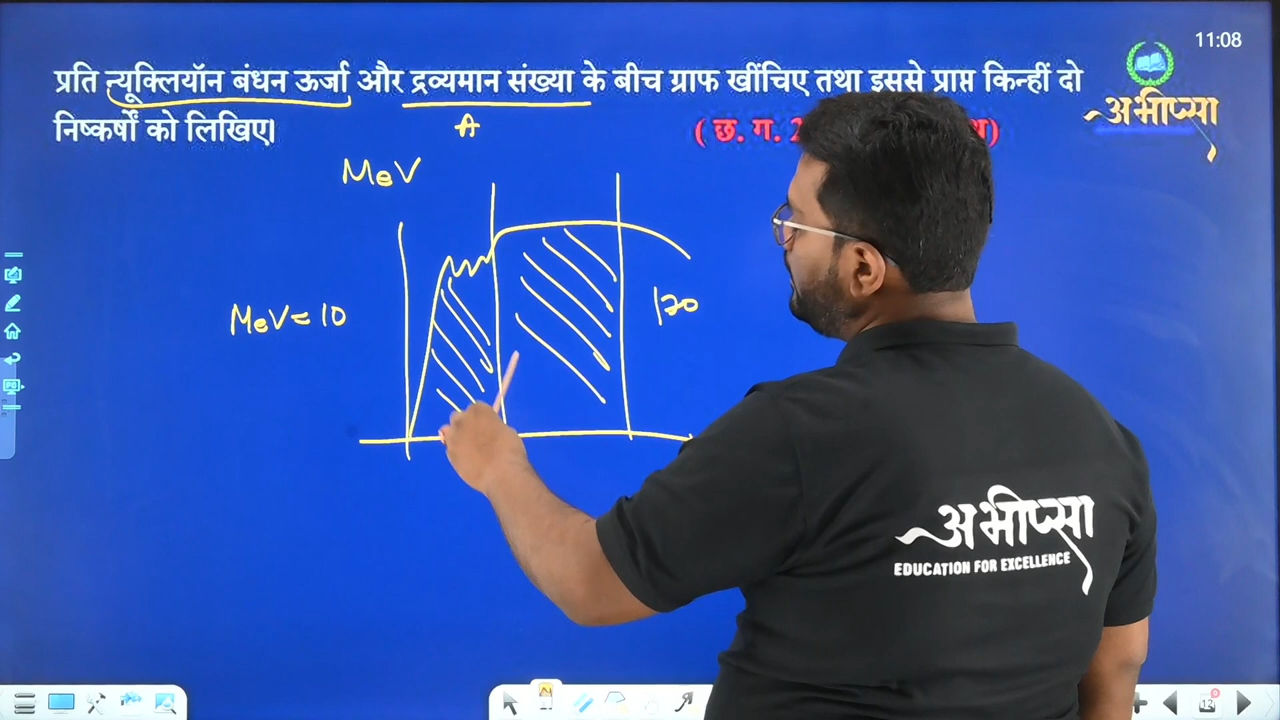 11:08
प्रति न्यूक्लियॉन बंधन ऊर्जा और द्रव्यमान संख्या के बीच ग्राफ खींचिए तथा इससे प्राप्त किन्हीं दो
निष्कर्षों को लिखिए।
( छ. ग.
अभीप्सा
A
MeV
MeV = 10
120
अभीप्सा
EDUCATION FOR EXCELLENCE
12